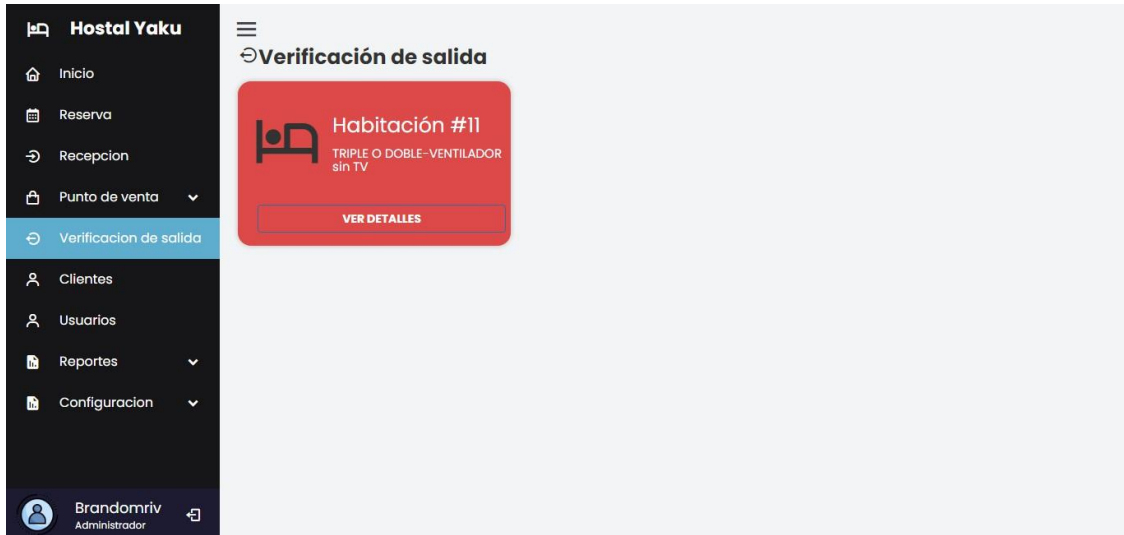 Hostal Yaku
Inicio
Reserva
Recepcion
Punto de venta
Verificacion de salida
Clientes
Usuarios
Reportes
Configuracion
Brandomriv
Administrador
Verificación de salida
Habitación #11
TRIPLE O DOBLE-VENTILADOR
sin TV
VER DETALLES